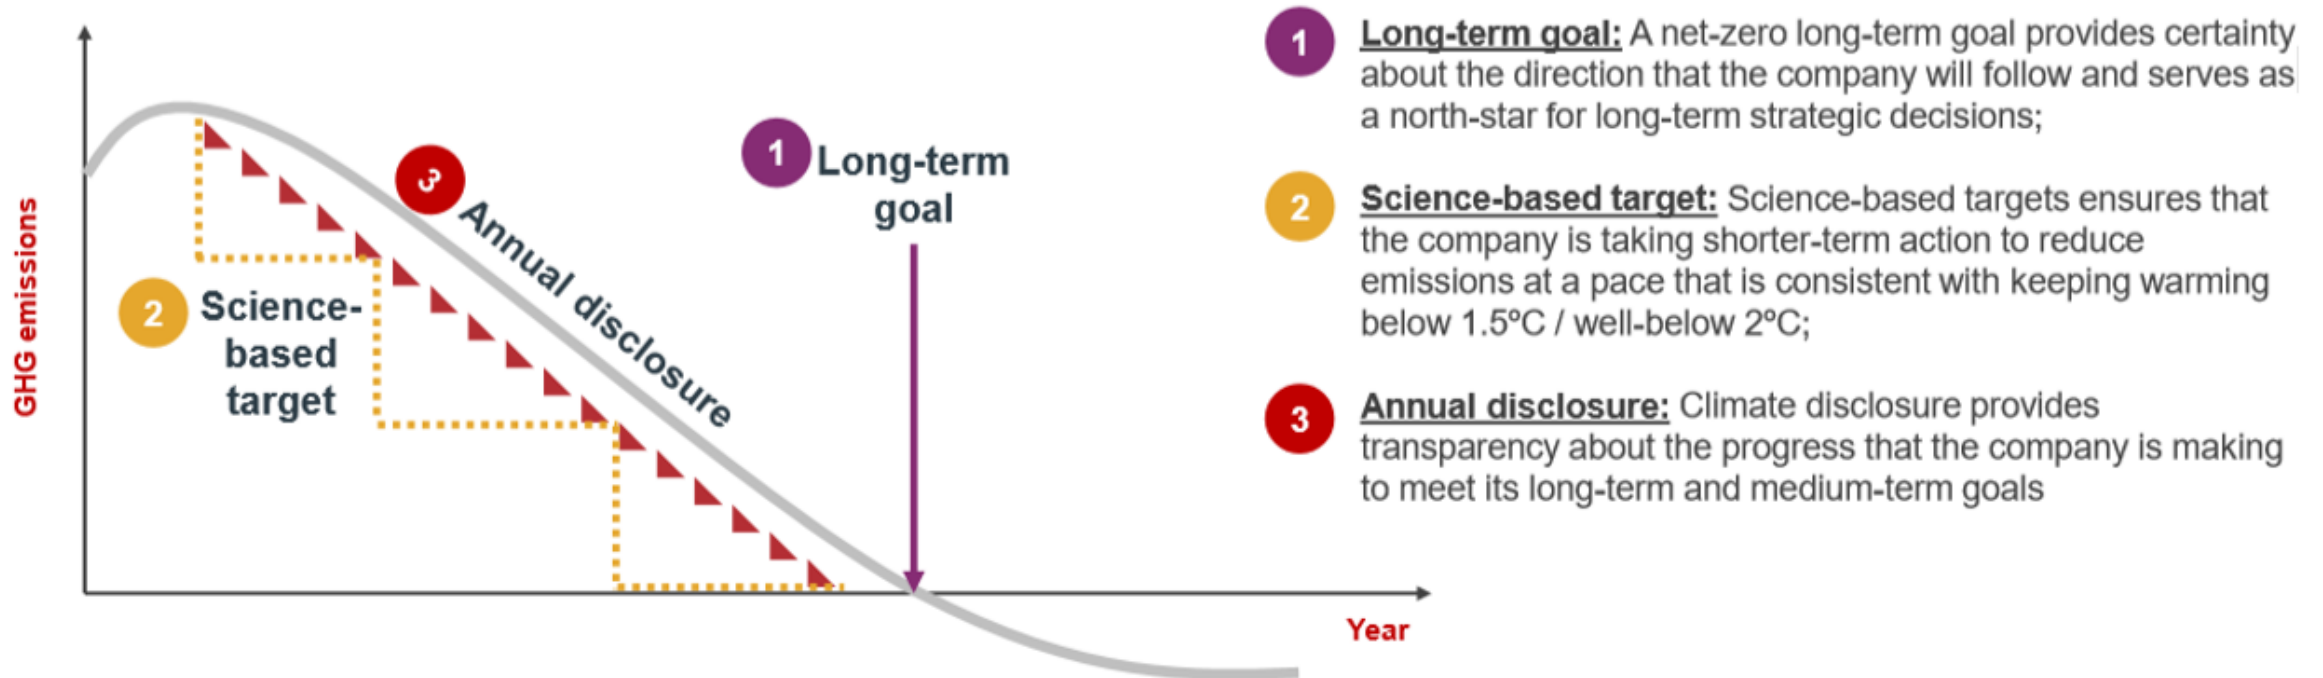 GHG emissions
2
Science-
based
target
3
Annual disclosure
1
Long-term
goal
Year
1
Long-term goal: A net-zero long-term goal provides certainty
about the direction that the company will follow and serves as
a north-star for long-term strategic decisions;
2
Science-based target: Science-based targets ensures that
the company is taking shorter-term action to reduce
emissions at a pace that is consistent with keeping warming
below 1.5ºC / well-below 2ºC;
3
Annual disclosure: Climate disclosure provides
transparency about the progress that the company is making
to meet its long-term and medium-term goals